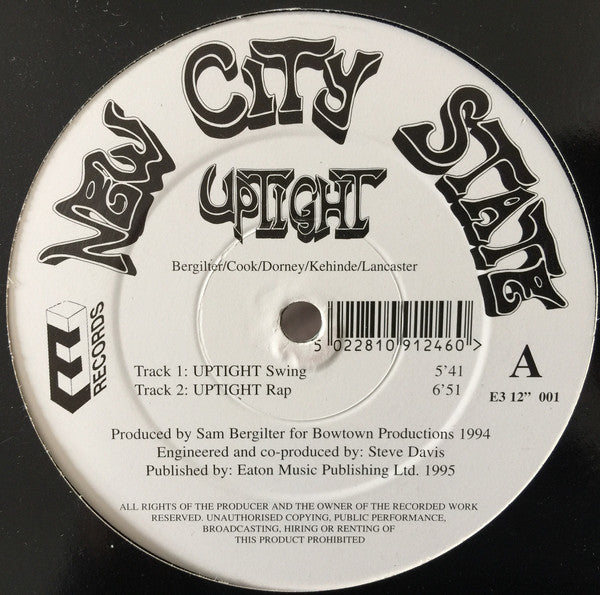 NEW CITY STATE
UPTIGHT
Bergilter/Cook/Dorney/Kehinde/Lancaster
RECORDS
5 022810 912460 >
Track 1: UPTIGHT Swing 5'41
Track 2: UPTIGHT Rap 6'51
A
E3 12” 001
Produced by Sam Bergilter for Bowtown Productions 1994
Engineered and co-produced by: Steve Davis
Published by: Eaton Music Publishing Ltd. 1995
ALL RIGHTS OF THE PRODUCER AND THE OWNER OF THE RECORDED WORK
RESERVED. UNAUTHORISED COPYING, PUBLIC PERFORMANCE,
BROADCASTING, HIRING OR RENTING OF
THIS PRODUCT PROHIBITED